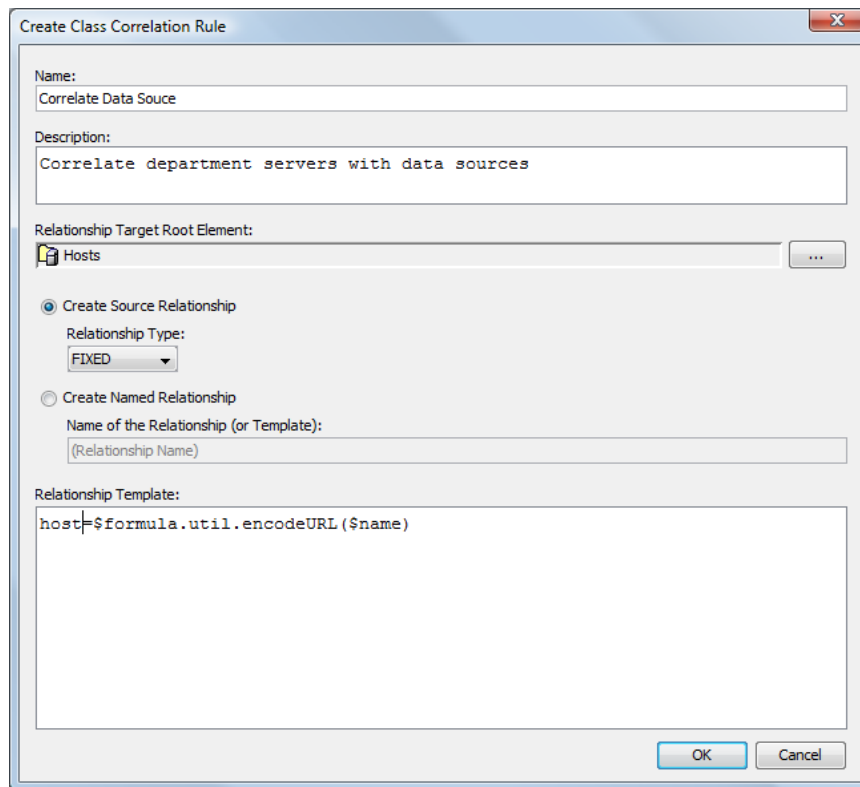 Create Class Correlation Rule
Name:
Correlate Data Souce
Description:
Correlate department servers with data sources
Relationship Target Root Element:
Hosts
...
Create Source Relationship
Relationship Type:
FIXED
Create Named Relationship
Name of the Relationship (or Template):
(Relationship Name)
Relationship Template:
host=$formula.util.encodeURL($name)
OK Cancel